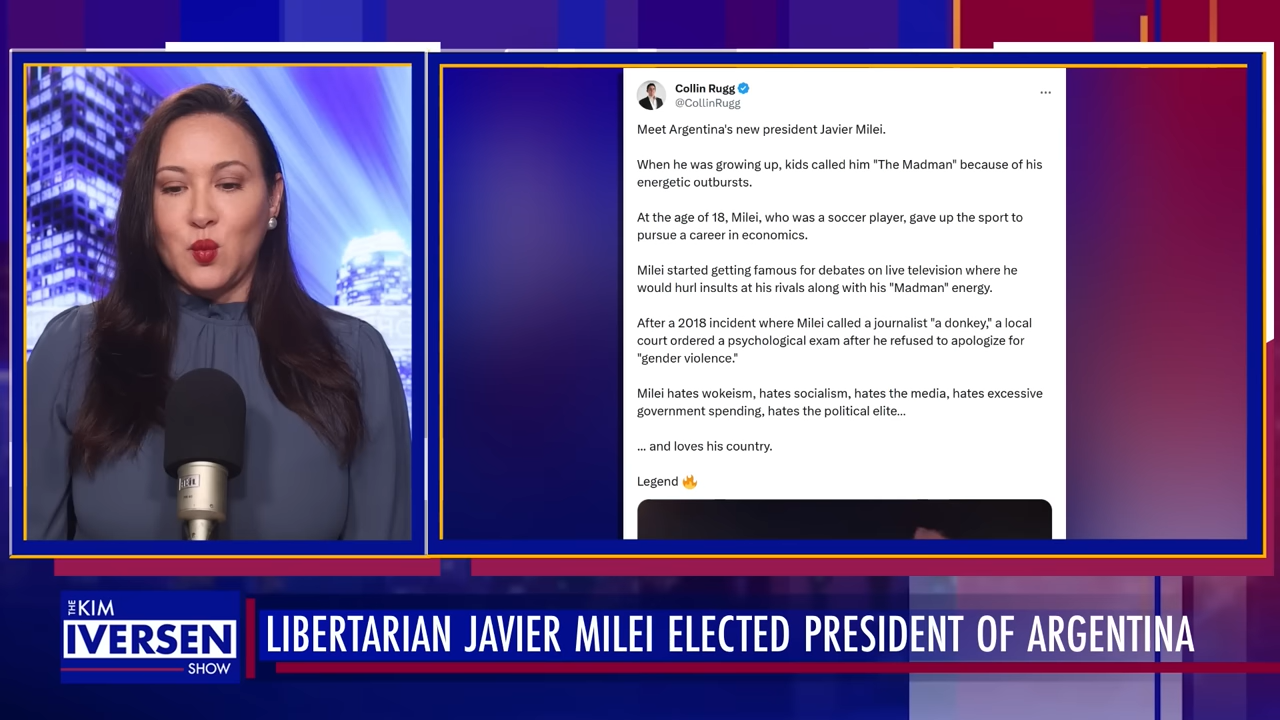 Collin Rugg
@CollinRugg
...
Meet Argentina's new president Javier Milei.
When he was growing up, kids called him "The Madman" because of his
energetic outbursts.
At the age of 18, Milei, who was a soccer player, gave up the sport to
pursue a career in economics.
Milei started getting famous for debates on live television where he
would hurl insults at his rivals along with his "Madman" energy.
After a 2018 incident where Milei called a journalist "a donkey," a local
court ordered a psychological exam after he refused to apologize for
"gender violence."
Milei hates wokeism, hates socialism, hates the media, hates excessive
government spending, hates the political elite...
... and loves his country.
Legend 🔥
THE KIM
IVERSEN
SHOW
LIBERTARIAN JAVIER MILEI ELECTED PRESIDENT OF ARGENTINA